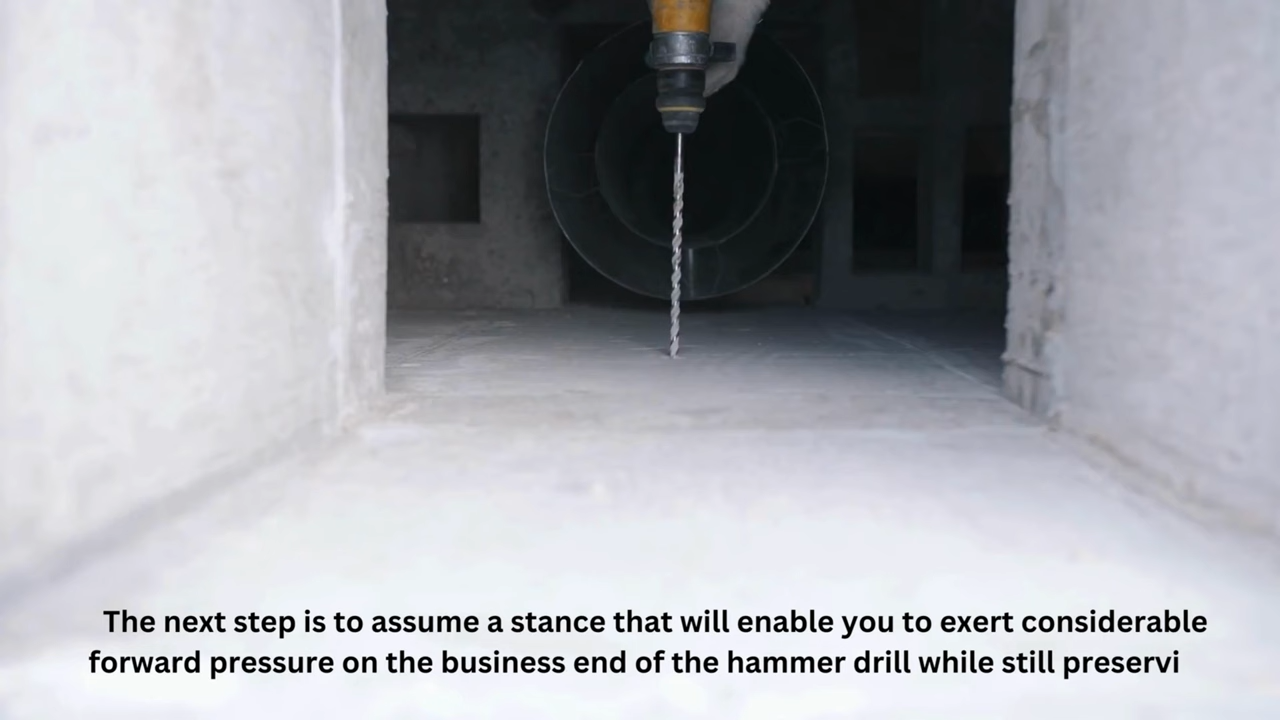 The next step is to assume a stance that will enable you to exert considerable
forward pressure on the business end of the hammer drill while still preservi